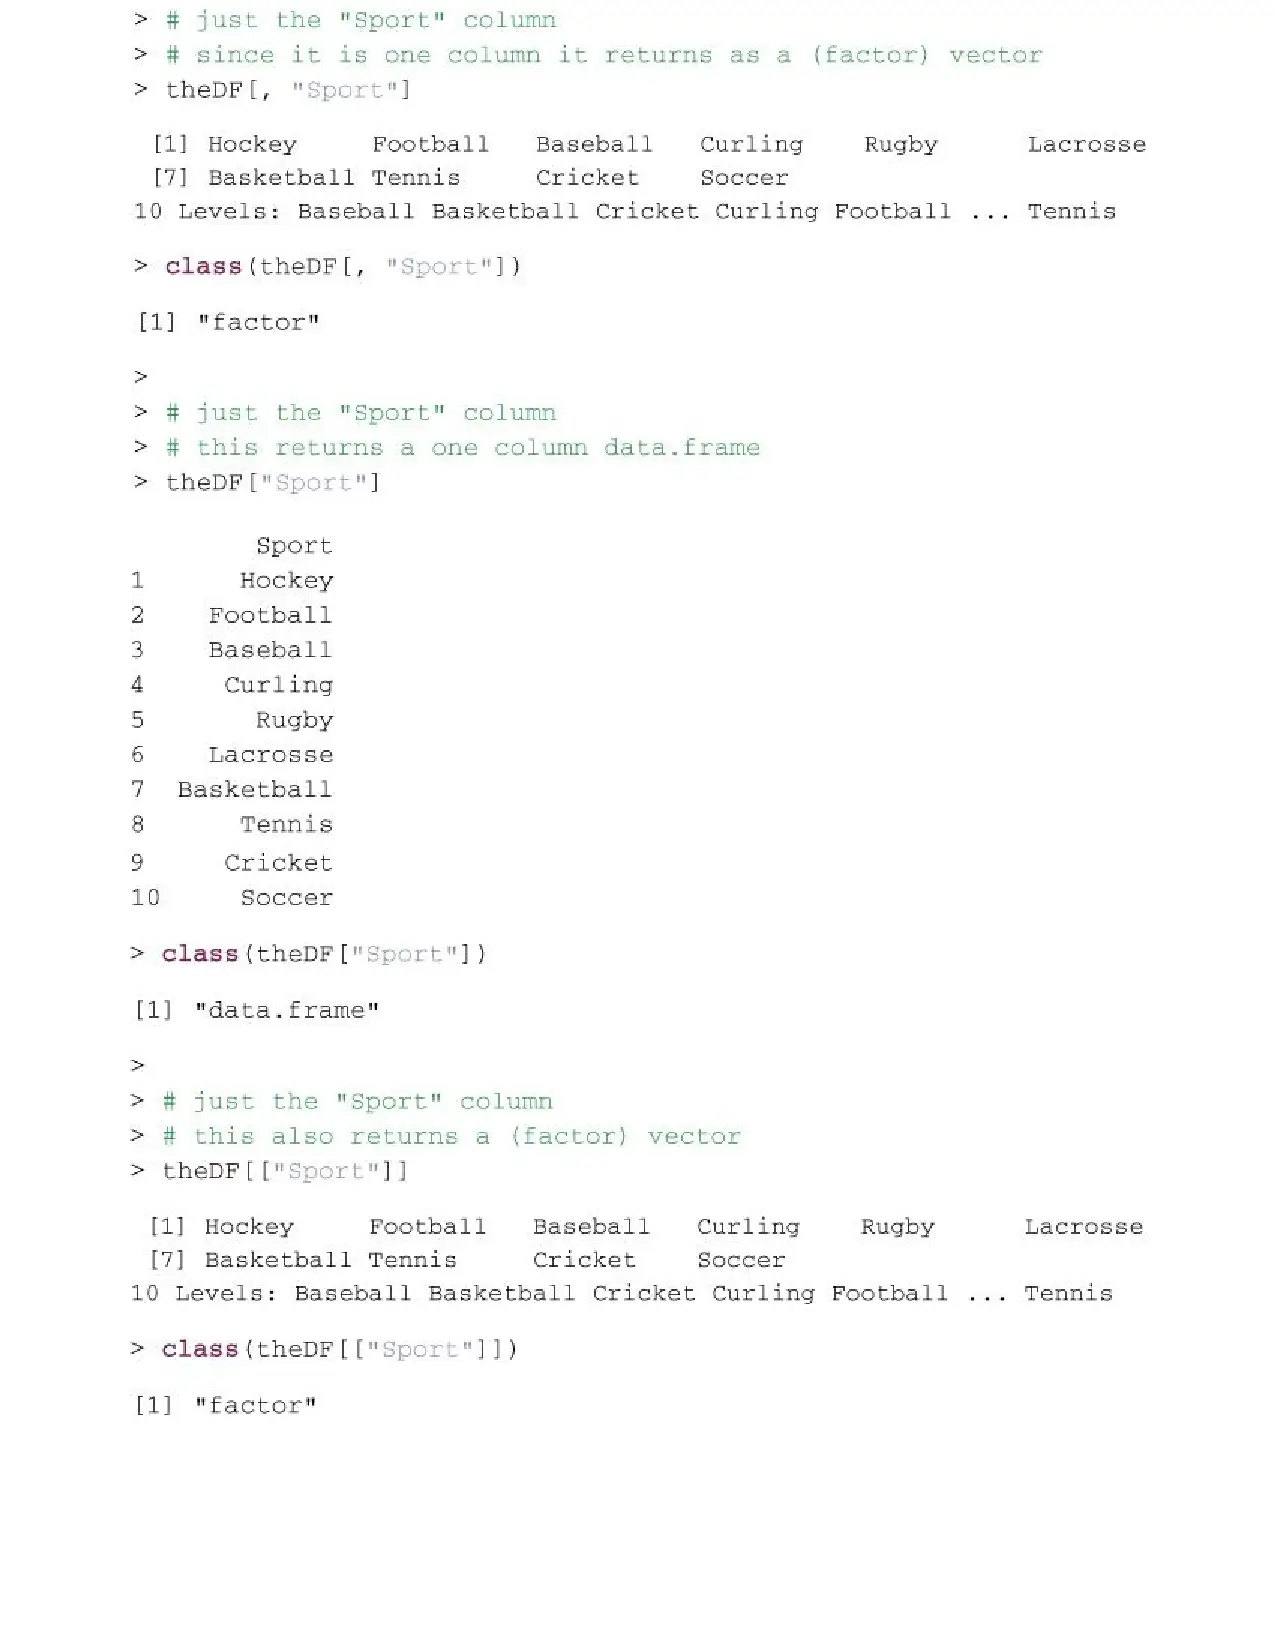 > # just the "Sport" column
> # since it is one column it returns as a (factor) vector
> theDF[, "Sport"]
[1] Hockey Football Baseball Curling Rugby Lacrosse
[7] Basketball Tennis Cricket Soccer
10 Levels: Baseball Basketball Cricket Curling Football ... Tennis
> class(theDF[, "Sport"])
[1] "factor"
>
> # just the "Sport" column
> # this returns a one column data.frame
> theDF["Sport"]
Sport
1 Hockey
2 Football
3 Baseball
4 Curling
5 Rugby
6 Lacrosse
7 Basketball
8 Tennis
9 Cricket
10 Soccer
> class(theDF["Sport"])
[1] "data.frame"
>
> # just the "Sport" column
> # this also returns a (factor) vector
> theDF[["Sport"]]
[1] Hockey Football Baseball Curling Rugby Lacrosse
[7] Basketball Tennis Cricket Soccer
10 Levels: Baseball Basketball Cricket Curling Football ... Tennis
> class(theDF[["Sport"]])
[1] "factor"